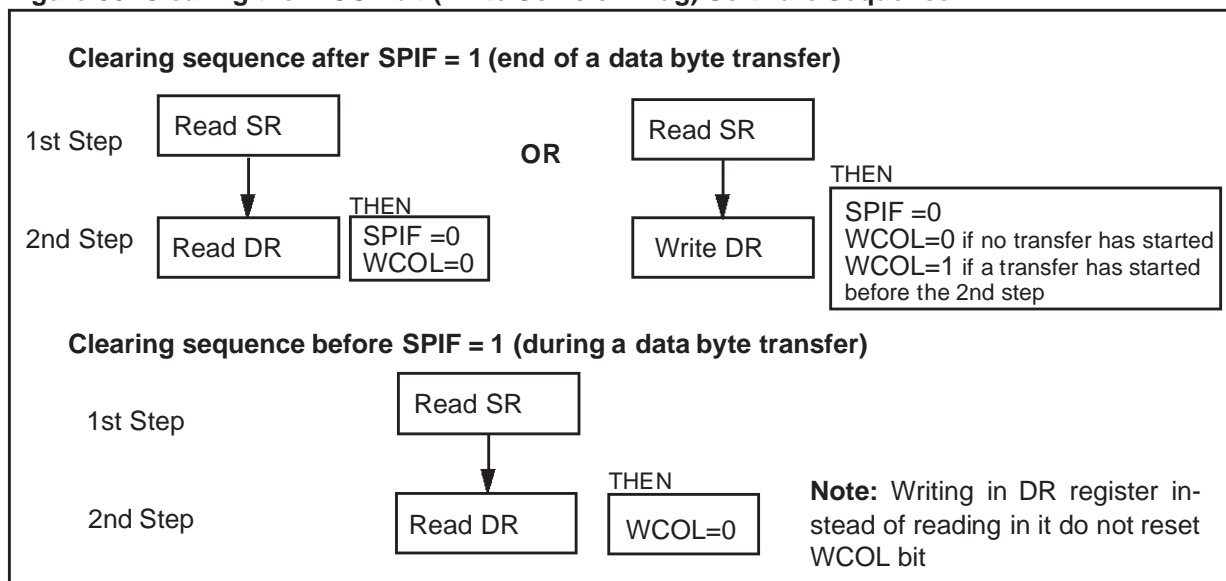 Clearing sequence after SPIF = 1 (end of a data byte transfer)
1st Step
Read SR
OR
Read SR
THEN
2nd Step
Read DR
THEN
SPIF =0
WCOL=0
Write DR
SPIF =0
WCOL=0 if no transfer has started
WCOL=1 if a transfer has started
before the 2nd step
Clearing sequence before SPIF = 1 (during a data byte transfer)
1st Step
Read SR
2nd Step
Read DR
THEN
WCOL=0
Note: Writing in DR register in-
stead of reading in it do not reset
WCOL bit